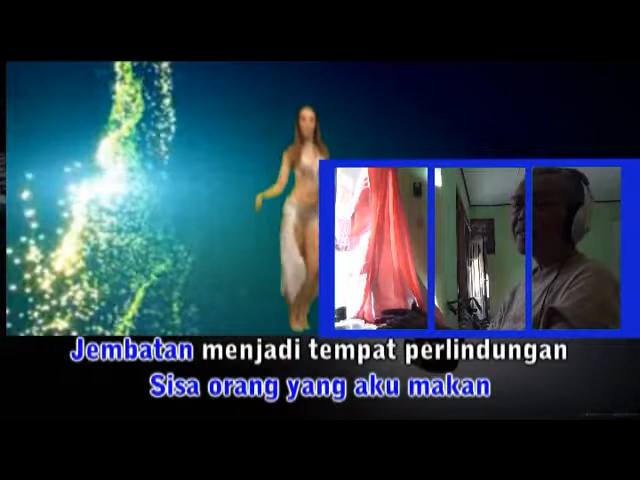 Jembatan menjadi tempat perlindungan
Sisa orang yang aku makan